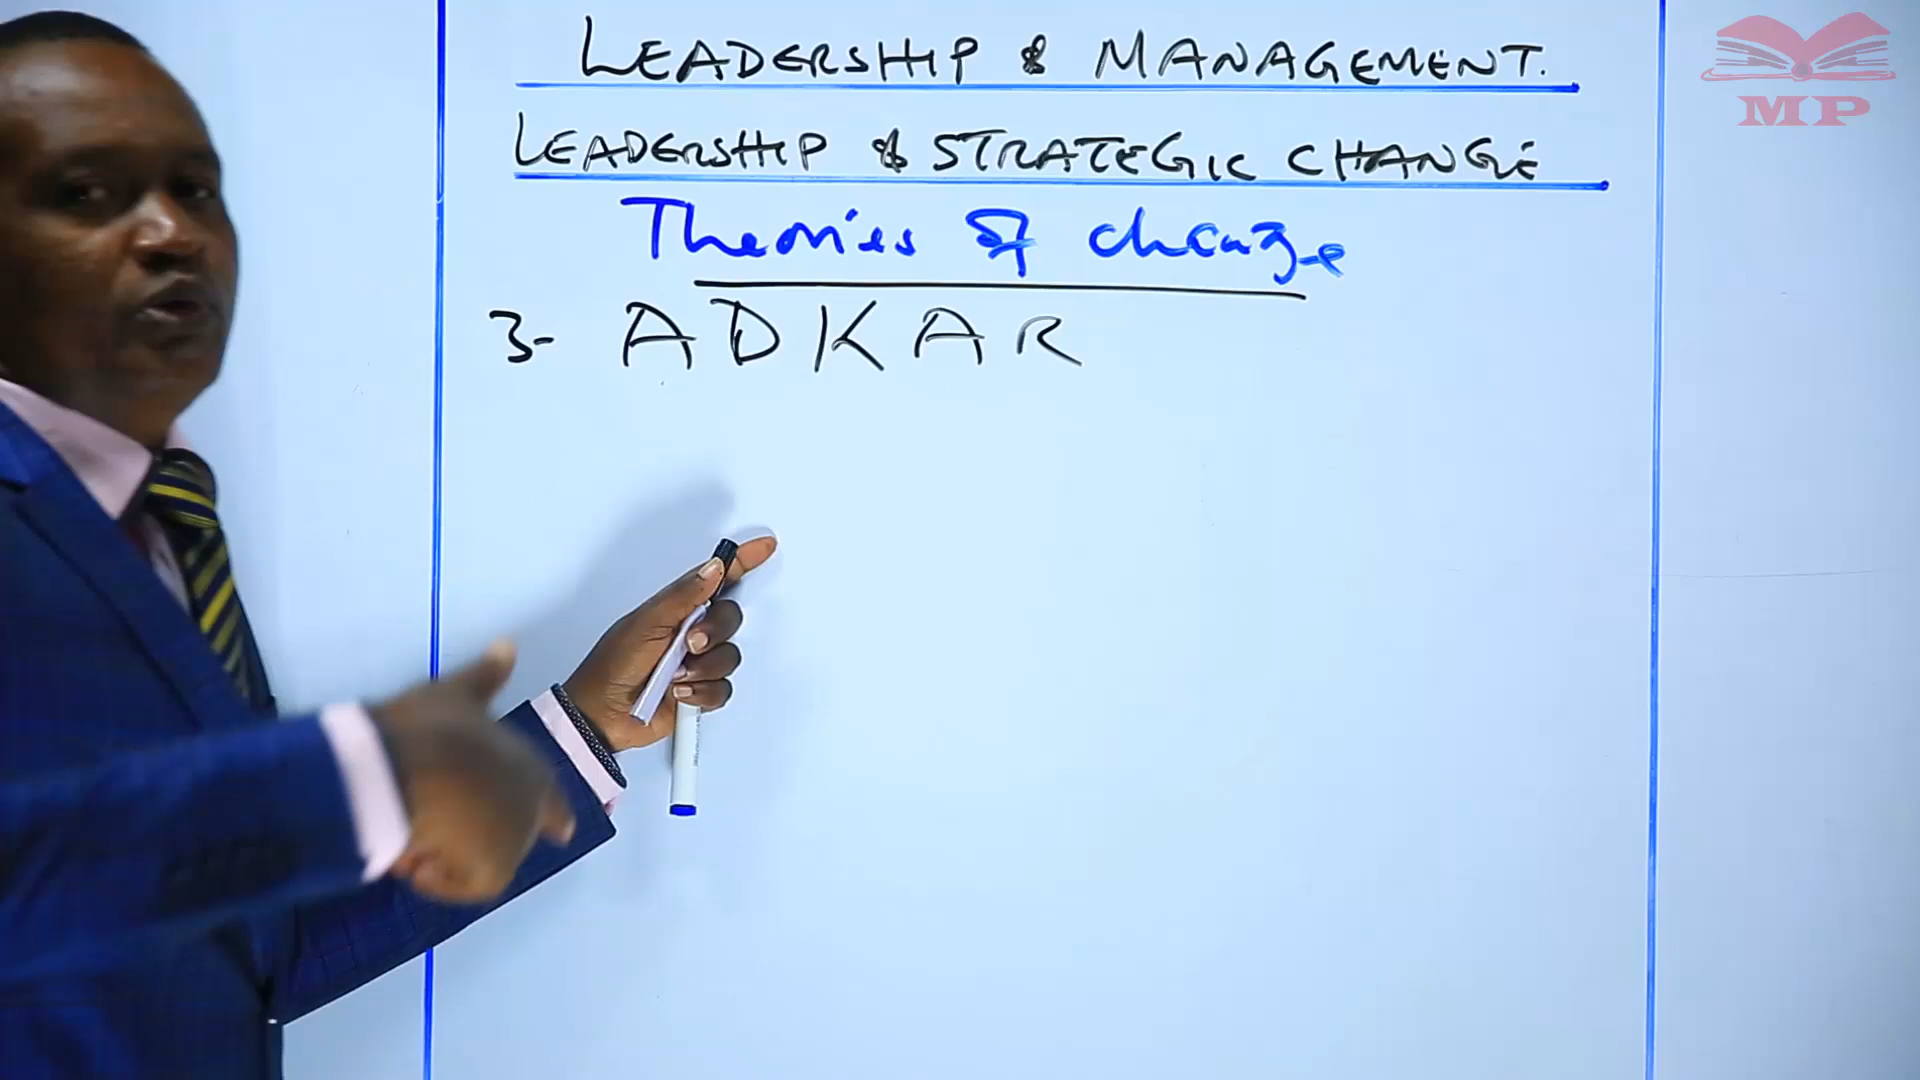 LEADERSHIP & MANAGEMENT.
LEADERSHIP & STRATEGIC CHANGE
Theories of change
3- ADKAR
MP